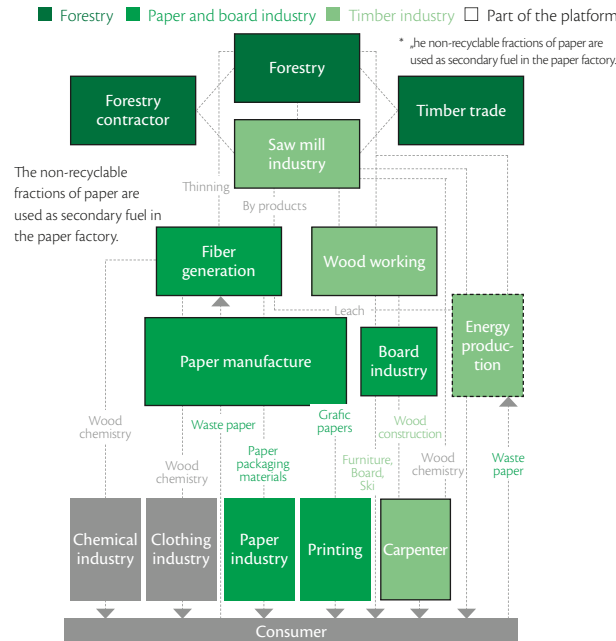 Forestry Paper and board industry Timber industry Part of the platform
* „he non-recyclable fractions of paper are
used as secondary fuel in the paper factory.
Forestry
Forestry
contractor
Timber trade
Saw mill
industry
The non-recyclable
fractions of paper are
used as secondary fuel in
the paper factory.
Thinning
By products
Fiber
generation
Wood working
Leach
Energy
produc-
tion
Paper manufacture
Board
industry
Wood
chemistry
Waste paper
Grafic
papers
Wood
construction
Wood
chemistry
Paper
packaging
materials
Furniture,
Board,
Ski
Wood
chemistry
Waste
paper
Chemical
industry
Clothing
industry
Paper
industry
Printing
Carpenter
Consumer